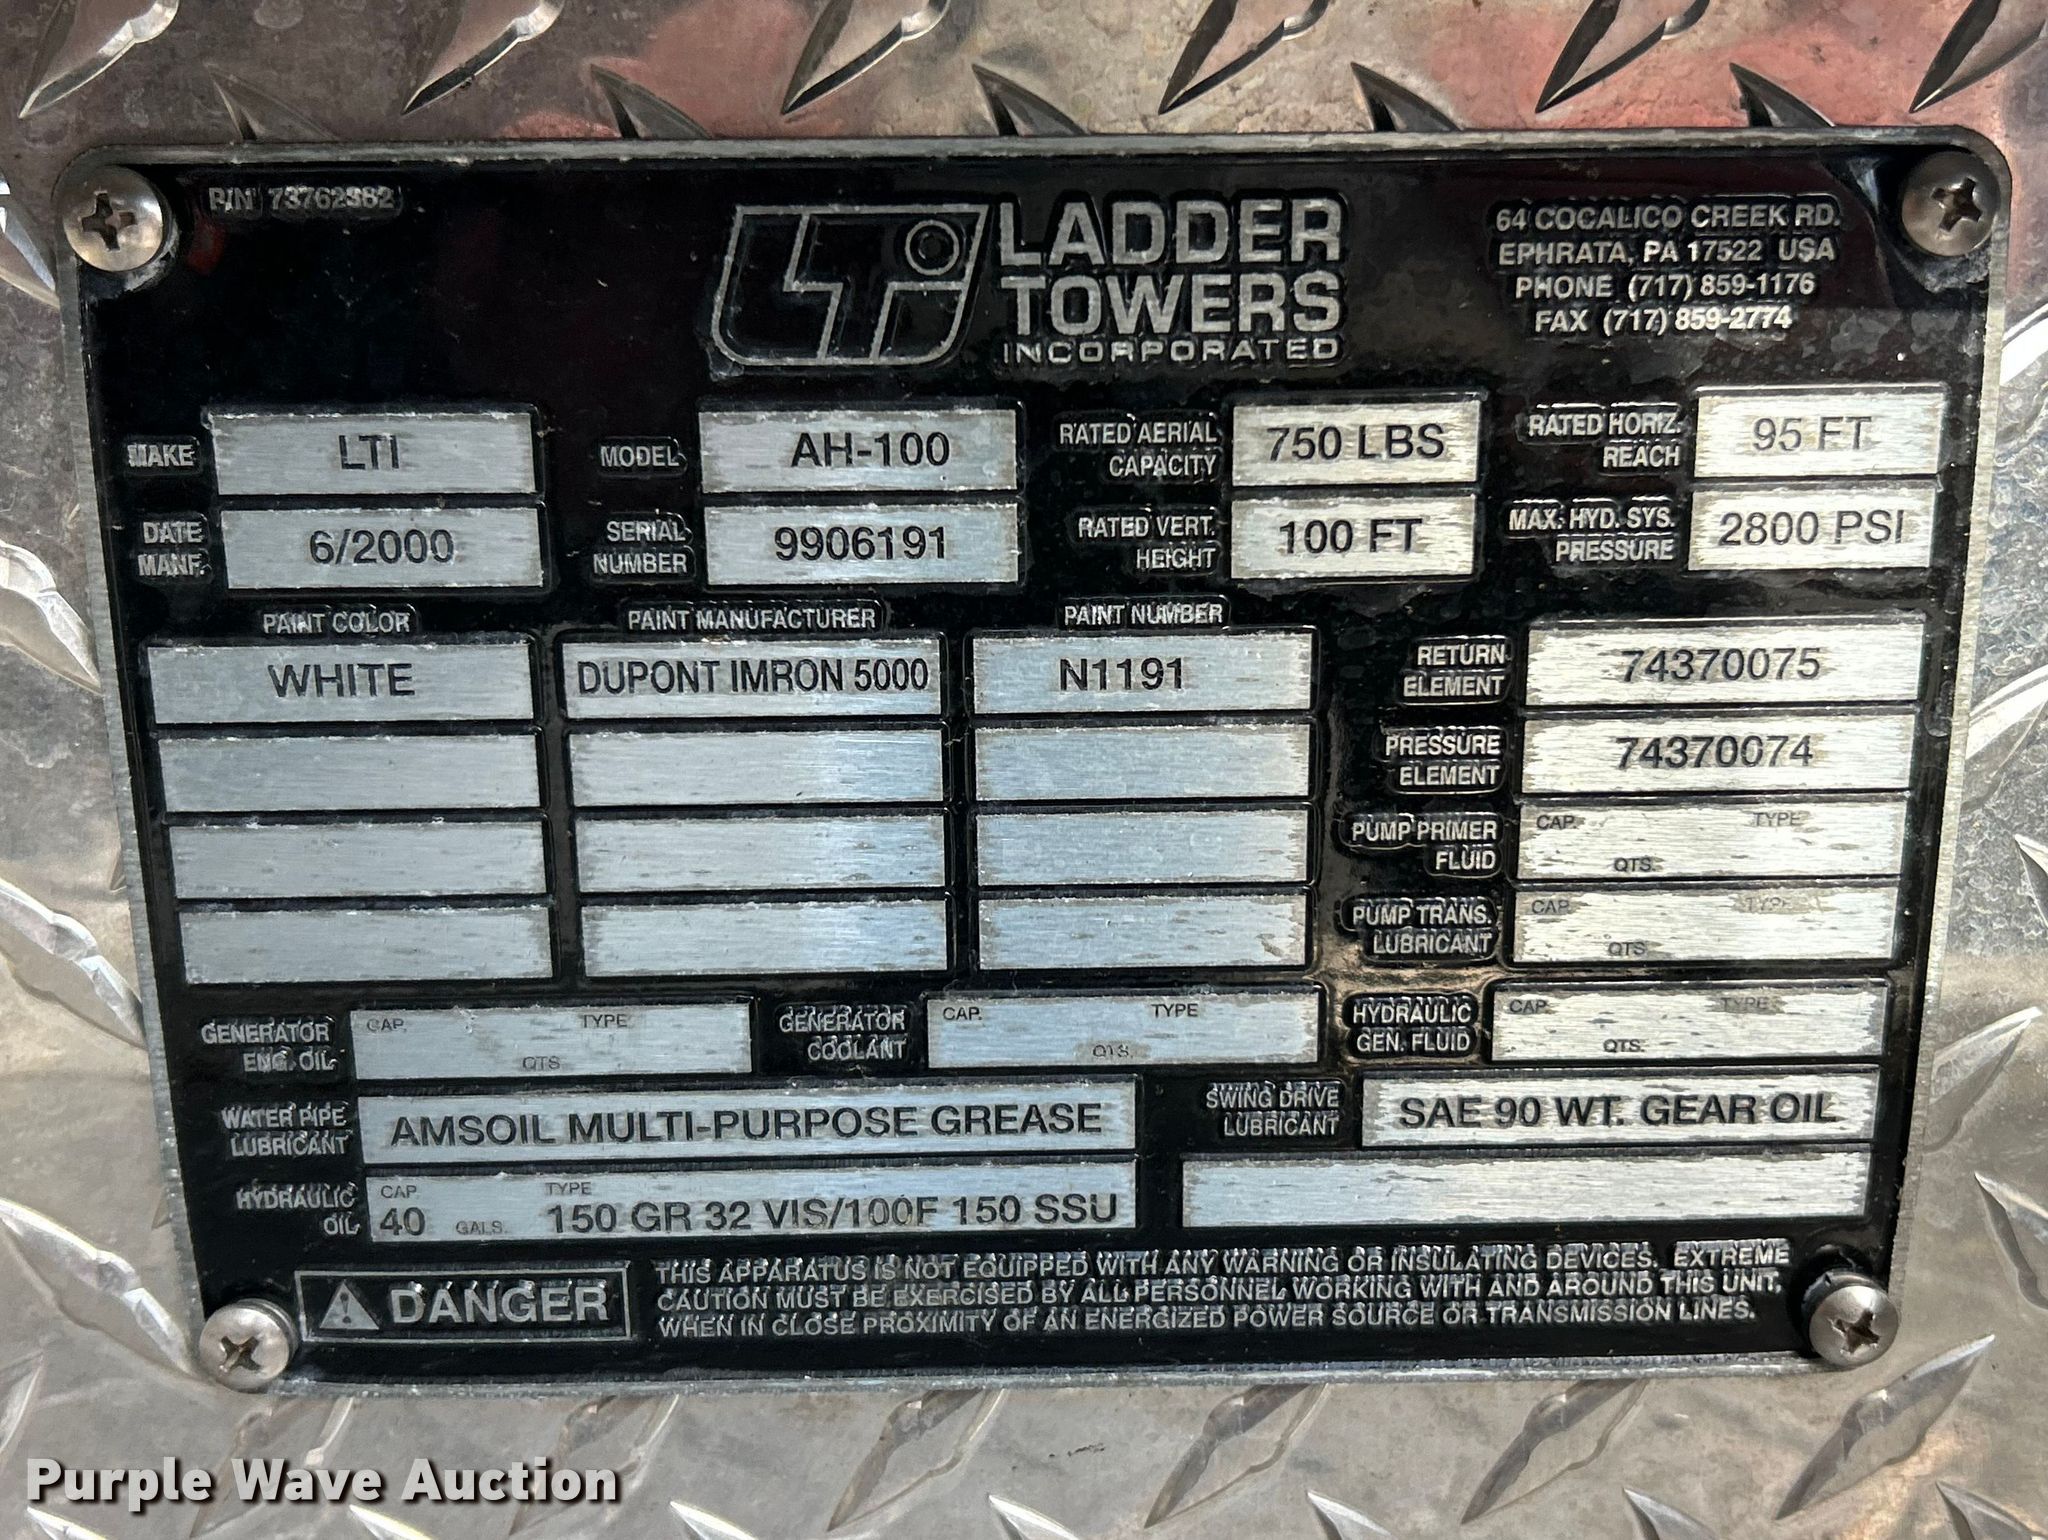 P/N 73762382
LADDER
TOWERS
INCORPORATED
64 COCALICO CREEK RD.
EPHRATA, PA 17522 USA
PHONE (717) 859-1176
FAX (717) 859-2774
MAKE LTI
MODEL AH-100
RATED AERIAL CAPACITY 750 LBS
RATED HORIZ. REACH 95 FT
DATE MANF. 6/2000
SERIAL NUMBER 9906191
RATED VERT. HEIGHT 100 FT
MAX. HYD. SYS. PRESSURE 2800 PSI
PAINT COLOR PAINT MANUFACTURER PAINT NUMBER
WHITE DUPONT IMRON 5000 N1191
RETURN ELEMENT 74370075
PRESSURE ELEMENT 74370074
PUMP PRIMER FLUID CAP. QTS. TYPE
PUMP TRANS. LUBRICANT CAP. QTS. TYPE
GENERATOR ENG. OIL CAP. QTS. TYPE
GENERATOR COOLANT CAP. QTS. TYPE
HYDRAULIC GEN. FLUID CAP. QTS. TYPE
WATER PIPE LUBRICANT AMSOIL MULTI-PURPOSE GREASE
SWING DRIVE LUBRICANT SAE 90 WT. GEAR OIL
HYDRAULIC OIL CAP. 40 GALS. TYPE 150 GR 32 VIS/100F 150 SSU
DANGER
THIS APPARATUS IS NOT EQUIPPED WITH ANY WARNING OR INSULATING DEVICES. EXTREME
CAUTION MUST BE EXERCISED BY ALL PERSONNEL WORKING WITH AND AROUND THIS UNIT,
WHEN IN CLOSE PROXIMITY OF AN ENERGIZED POWER SOURCE OR TRANSMISSION LINES.
Purple Wave Auction